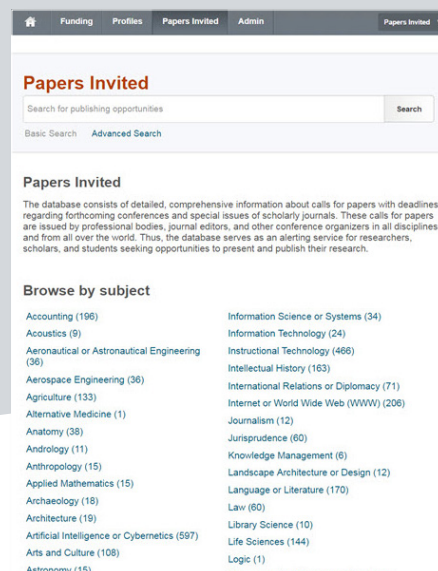 Funding Profiles Papers Invited Admin Papers Invited
Papers Invited
Search for publishing opportunities Search
Basic Search Advanced Search
Papers Invited
The database consists of detailed, comprehensive information about calls for papers with deadlines
regarding forthcoming conferences and special issues of scholarly journals. These calls for papers
are issued by professional bodies, journal editors, and other conference organizers in all disciplines
and from all over the world. Thus, the database serves as an alerting service for researchers,
scholars, and students seeking opportunities to present and publish their research.
Browse by subject
Accounting (196)
Acoustics (9)
Aeronautical or Astronautical Engineering
(36)
Aerospace Engineering (36)
Agriculture (133)
Alternative Medicine (1)
Anatomy (38)
Andrology (11)
Anthropology (15)
Applied Mathematics (15)
Archaeology (18)
Architecture (19)
Artificial Intelligence or Cybernetics (597)
Arts and Culture (108)
Astronomy (15)
Information Science or Systems (34)
Information Technology (24)
Instructional Technology (466)
Intellectual History (163)
International Relations or Diplomacy (71)
Internet or World Wide Web (WWW) (206)
Journalism (12)
Jurisprudence (60)
Knowledge Management (6)
Landscape Architecture or Design (12)
Language or Literature (170)
Law (60)
Library Science (10)
Life Sciences (144)
Logic (1)